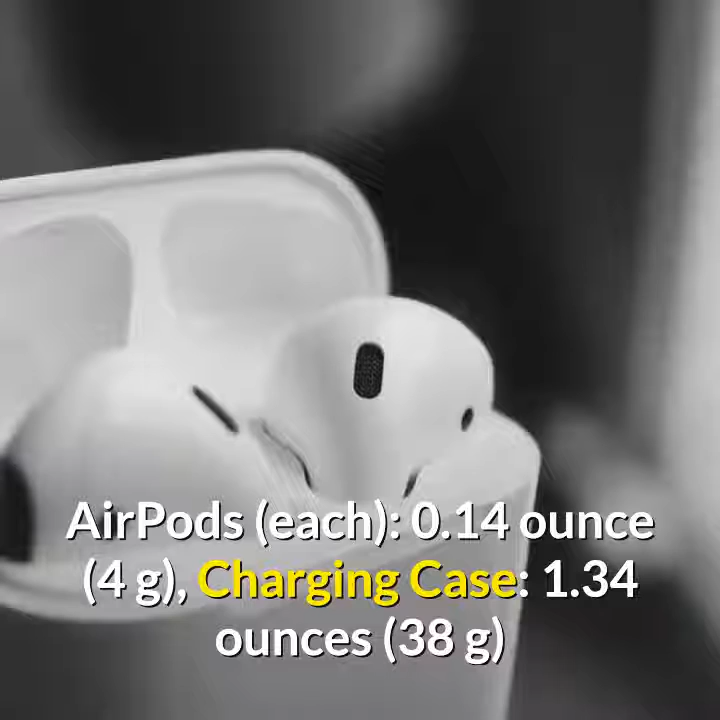 AirPods (each): 0.14 ounce
(4 g), Charging Case: 1.34
ounces (38 g)